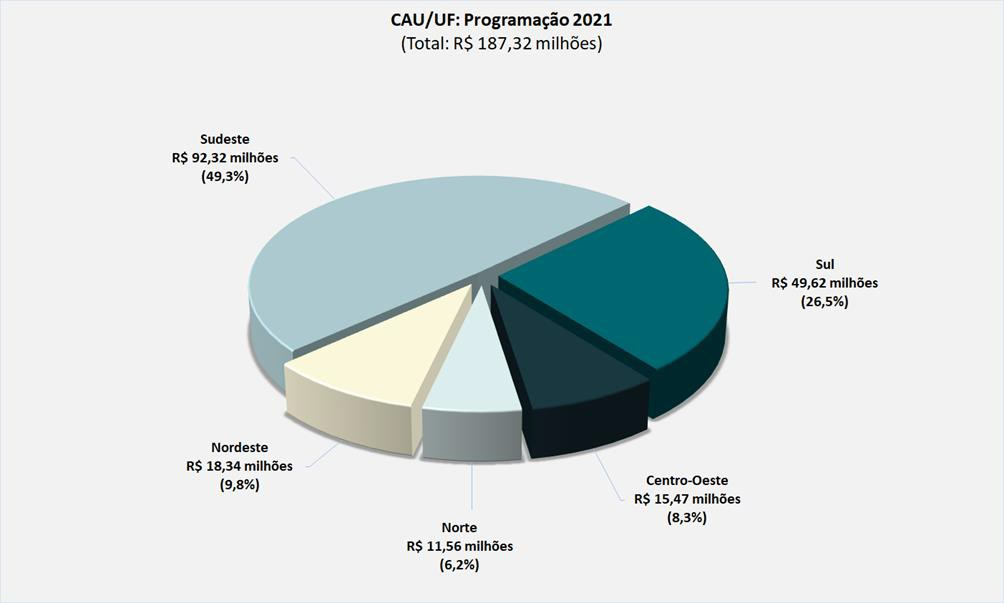 CAU/UF: Programação 2021
(Total: R$ 187,32 milhões)
Sudeste
R$ 92,32 milhões
(49,3%)
Sul
R$ 49,62 milhões
(26,5%)
Nordeste
R$ 18,34 milhões
(9,8%)
Centro-Oeste
R$ 15,47 milhões
(8,3%)
Norte
R$ 11,56 milhões
(6,2%)